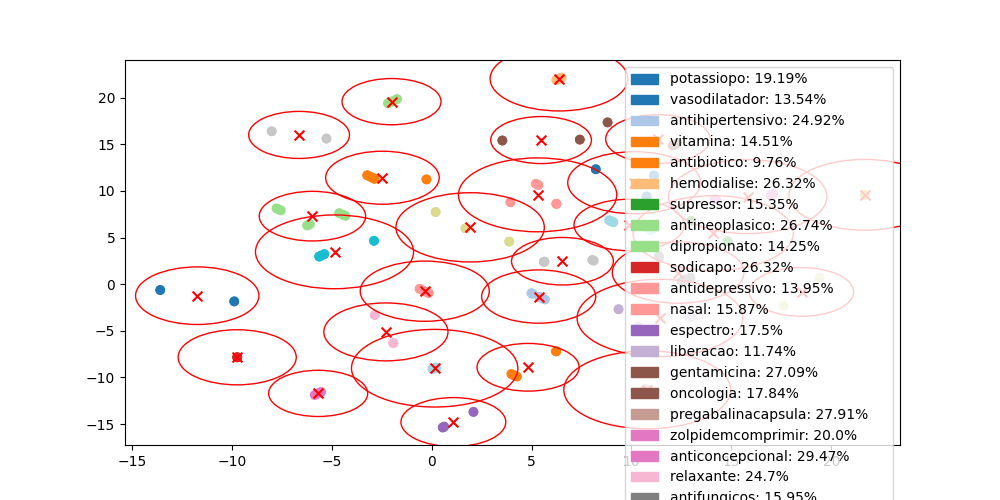 potassiopo: 19.19%
vasodilatador: 13.54%
antihipertensivo: 24.92%
vitamina: 14.51%
antibiotico: 9.76%
hemodialise: 26.32%
supressor: 15.35%
antineoplasico: 26.74%
dipropionato: 14.25%
sodicapo: 26.32%
antidepressivo: 13.95%
nasal: 15.87%
espectro: 17.5%
liberacao: 11.74%
gentamicina: 27.09%
oncologia: 17.84%
pregabalinacapsula: 27.91%
zolpidemcomprimir: 20.0%
anticoncepcional: 29.47%
relaxante: 24.7%
antifungicos: 15.95%
20
15
10
5
0
−5
−10
−15
−15 −10 −5 0 5 10 15 20